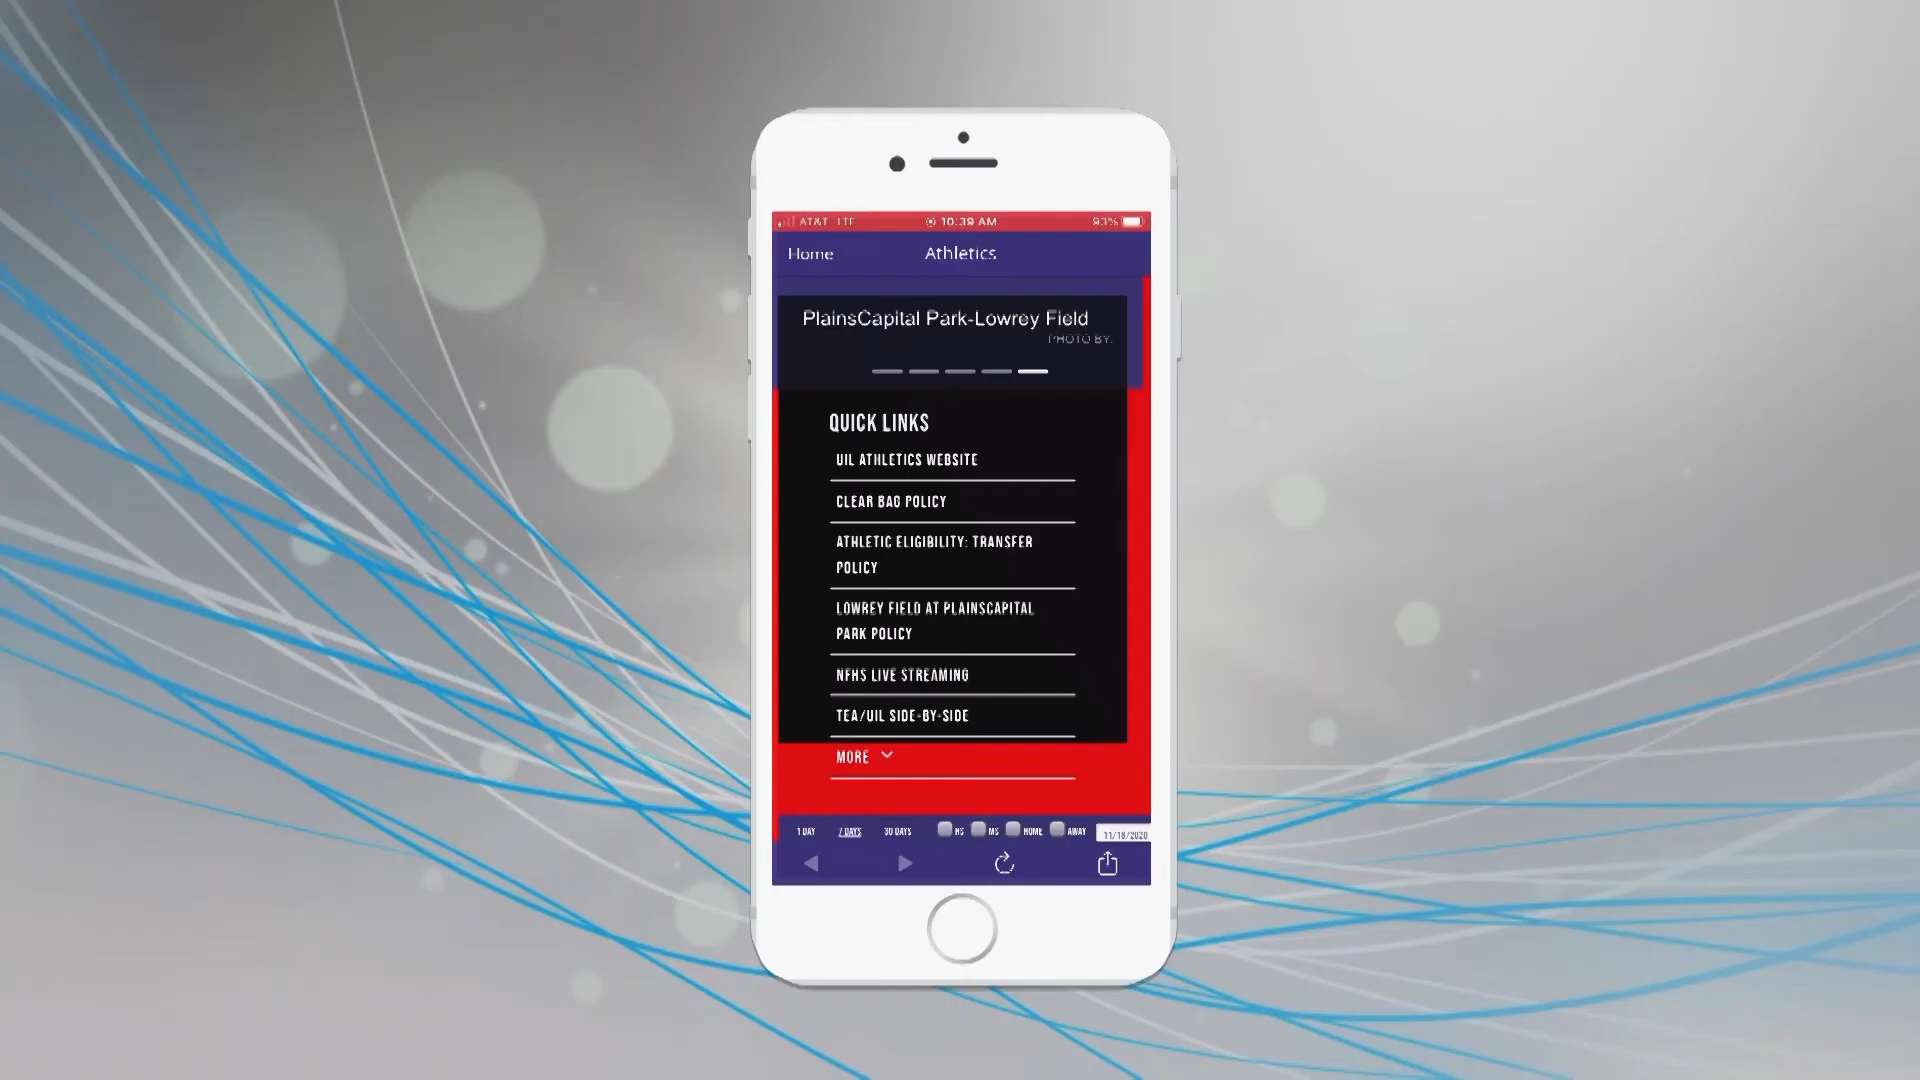 AT&T LTE 10:39 AM 93%
Home Athletics
PlainsCapital Park-Lowrey Field
PHOTO BY:
QUICK LINKS
UIL ATHLETICS WEBSITE
CLEAR BAG POLICY
ATHLETIC ELIGIBILITY: TRANSFER
POLICY
LOWREY FIELD AT PLAINSCAPITAL
PARK POLICY
NFHS LIVE STREAMING
TEA/UIL SIDE-BY-SIDE
MORE
1 DAY 7 DAYS 30 DAYS HS MS HOME AWAY 11/18/2020